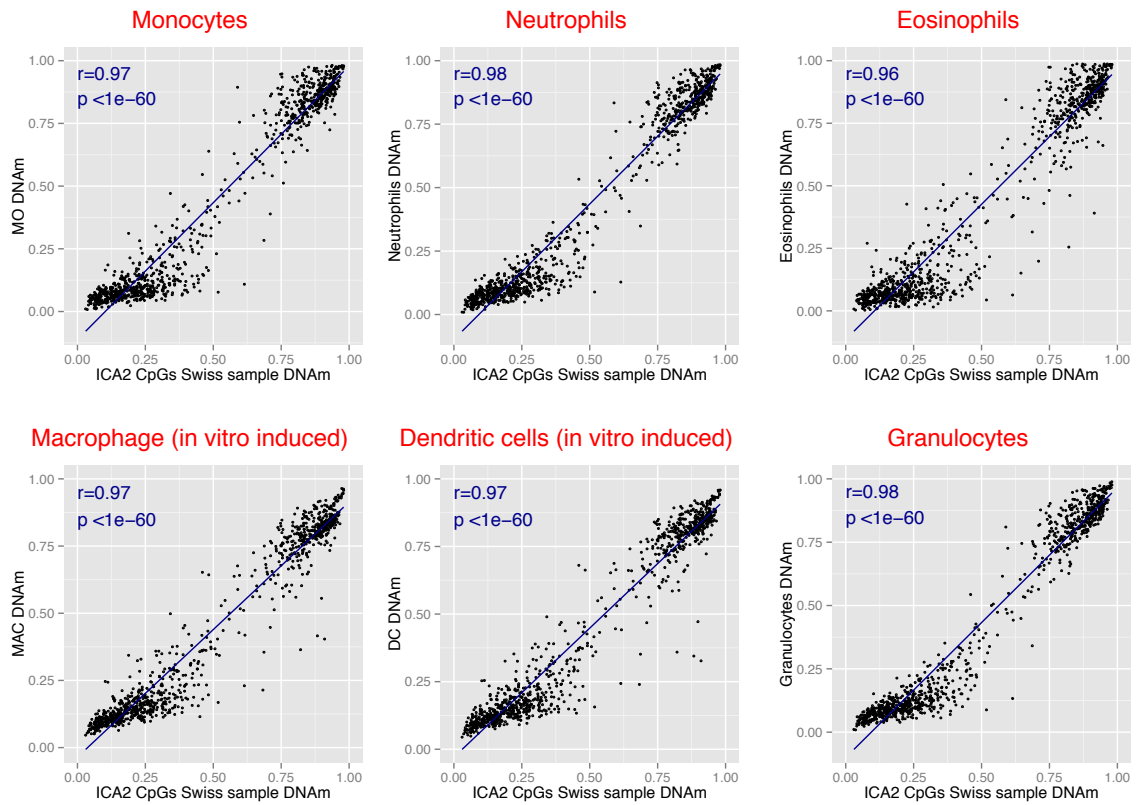 Monocytes
Neutrophils
Eosinophils
r=0.97
p <1e−60
1.00
0.75
0.50
0.25
0.00
MO DNAm
0.00 0.25 0.50 0.75 1.00
ICA2 CpGs Swiss sample DNAm
r=0.98
p <1e−60
1.00
0.75
0.50
0.25
0.00
Neutrophils DNAm
0.00 0.25 0.50 0.75 1.00
ICA2 CpGs Swiss sample DNAm
r=0.96
p <1e−60
1.00
0.75
0.50
0.25
0.00
Eosinophils DNAm
0.00 0.25 0.50 0.75 1.00
ICA2 CpGs Swiss sample DNAm
Macrophage (in vitro induced)
Dendritic cells (in vitro induced)
Granulocytes
r=0.97
p <1e−60
1.00
0.75
0.50
0.25
0.00
MAC DNAm
0.00 0.25 0.50 0.75 1.00
ICA2 CpGs Swiss sample DNAm
r=0.97
p <1e−60
1.00
0.75
0.50
0.25
0.00
DC DNAm
0.00 0.25 0.50 0.75 1.00
ICA2 CpGs Swiss sample DNAm
r=0.98
p <1e−60
1.00
0.75
0.50
0.25
0.00
Granulocytes DNAm
0.00 0.25 0.50 0.75 1.00
ICA2 CpGs Swiss sample DNAm